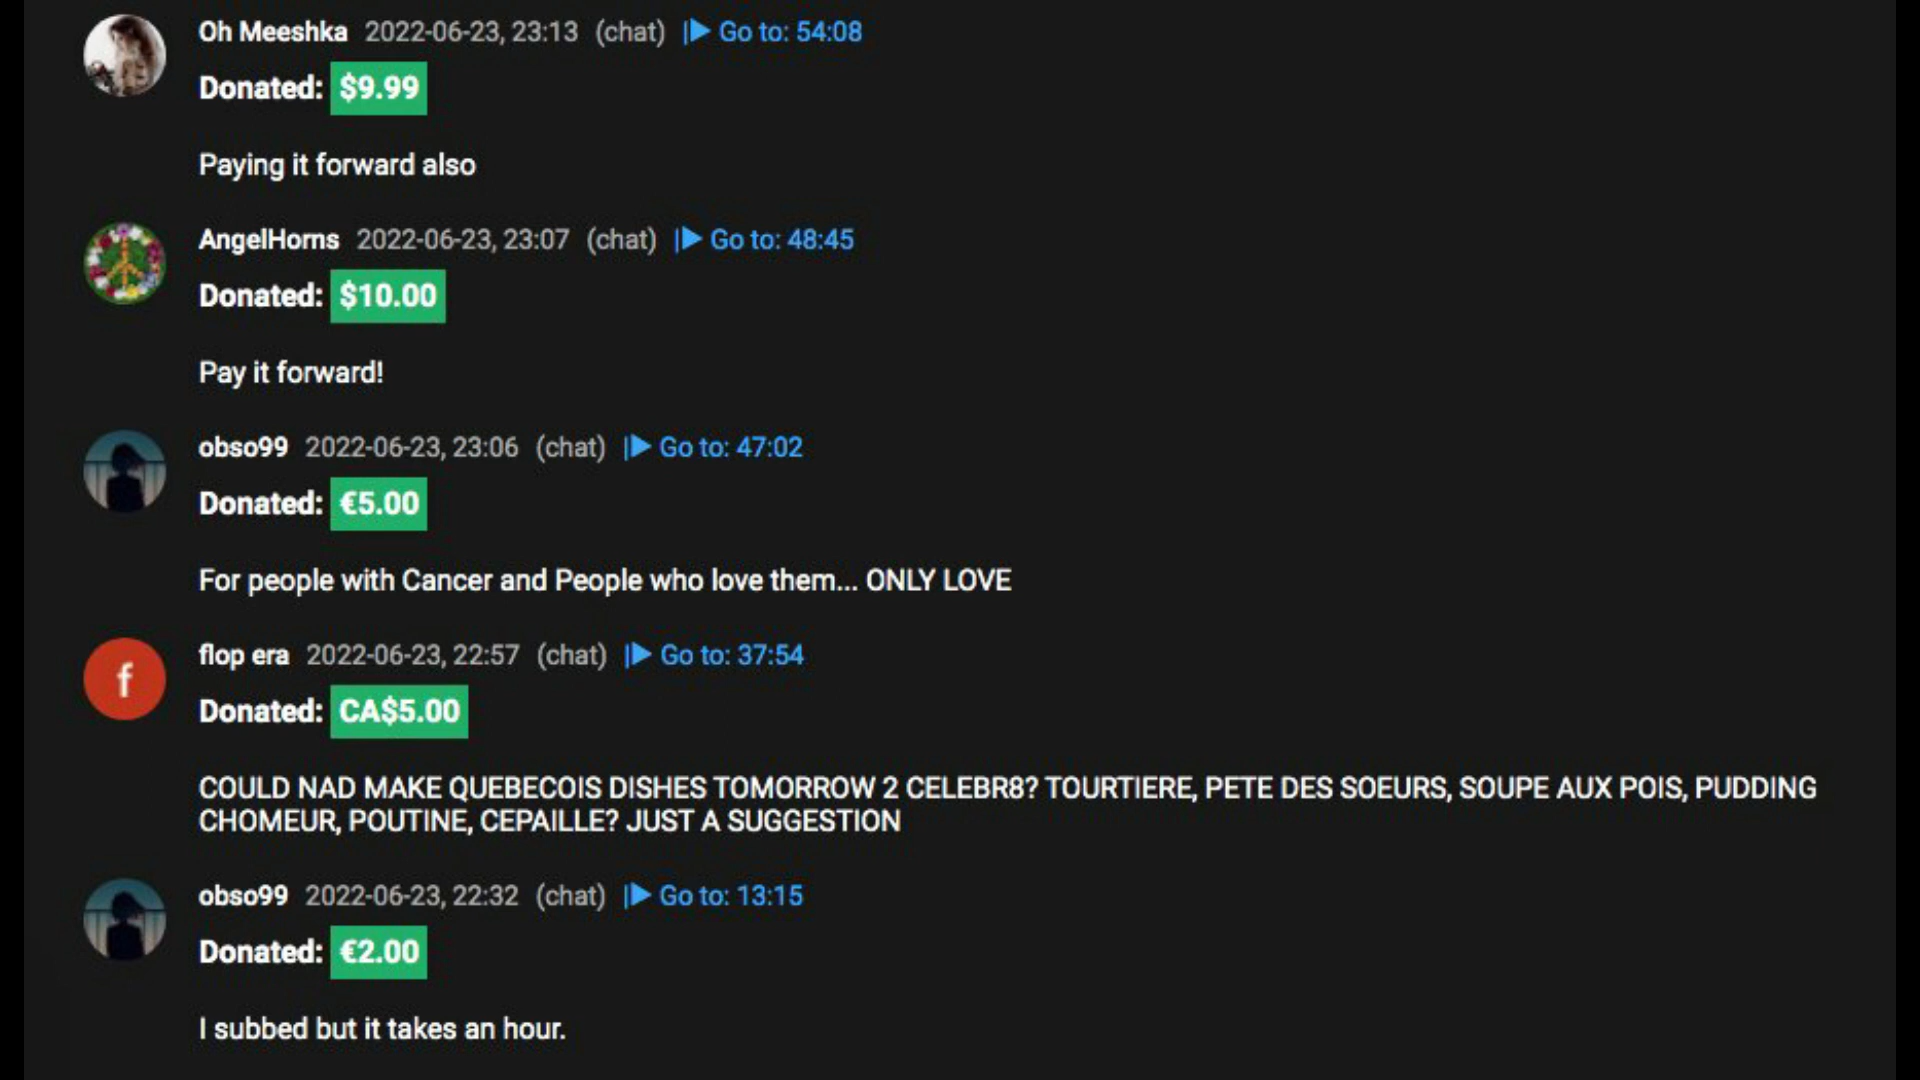 Oh Meeshka 2022-06-23, 23:13 (chat) Go to: 54:08
Donated: $9.99
Paying it forward also
AngelHorns 2022-06-23, 23:07 (chat) Go to: 48:45
Donated: $10.00
Pay it forward!
obso99 2022-06-23, 23:06 (chat) Go to: 47:02
Donated: €5.00
For people with Cancer and People who love them... ONLY LOVE
f
flop era 2022-06-23, 22:57 (chat) Go to: 37:54
Donated: CA$5.00
COULD NAD MAKE QUEBECOIS DISHES TOMORROW 2 CELEBR8? TOURTIERE, PETE DES SOEURS, SOUPE AUX POIS, PUDDING
CHOMEUR, POUTINE, CEPAILLE? JUST A SUGGESTION
obso99 2022-06-23, 22:32 (chat) Go to: 13:15
Donated: €2.00
I subbed but it takes an hour.